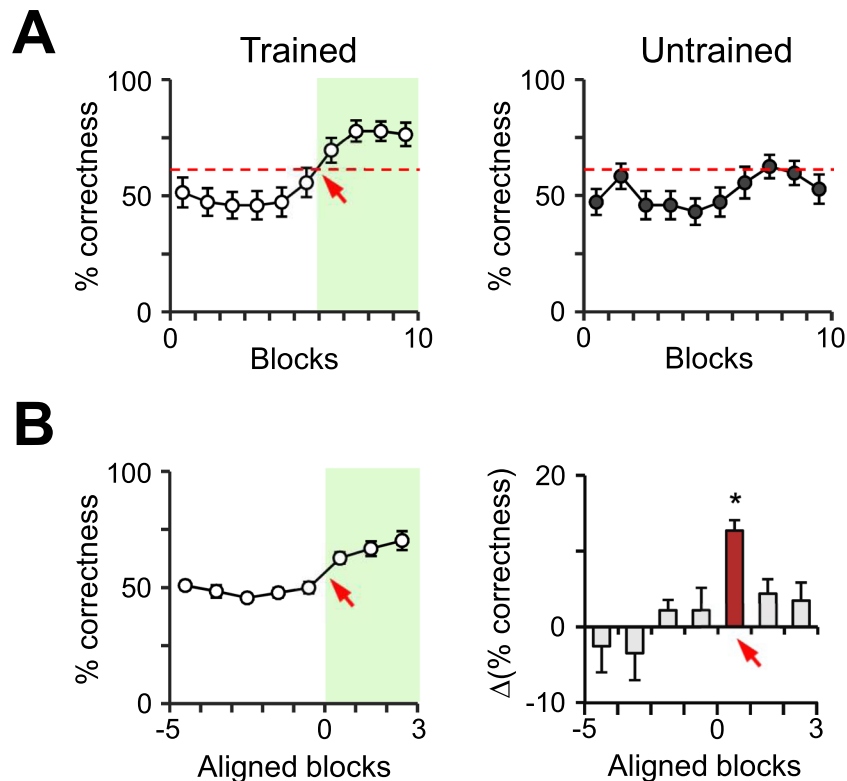 A
Trained
Untrained
% correctness
100
50
0
0
10
Blocks
% correctness
100
50
0
0
10
Blocks
B
% correctness
100
50
0
-5
0
3
Aligned blocks
Δ(% correctness)
20
0
-10
*
-5
0
3
Aligned blocks